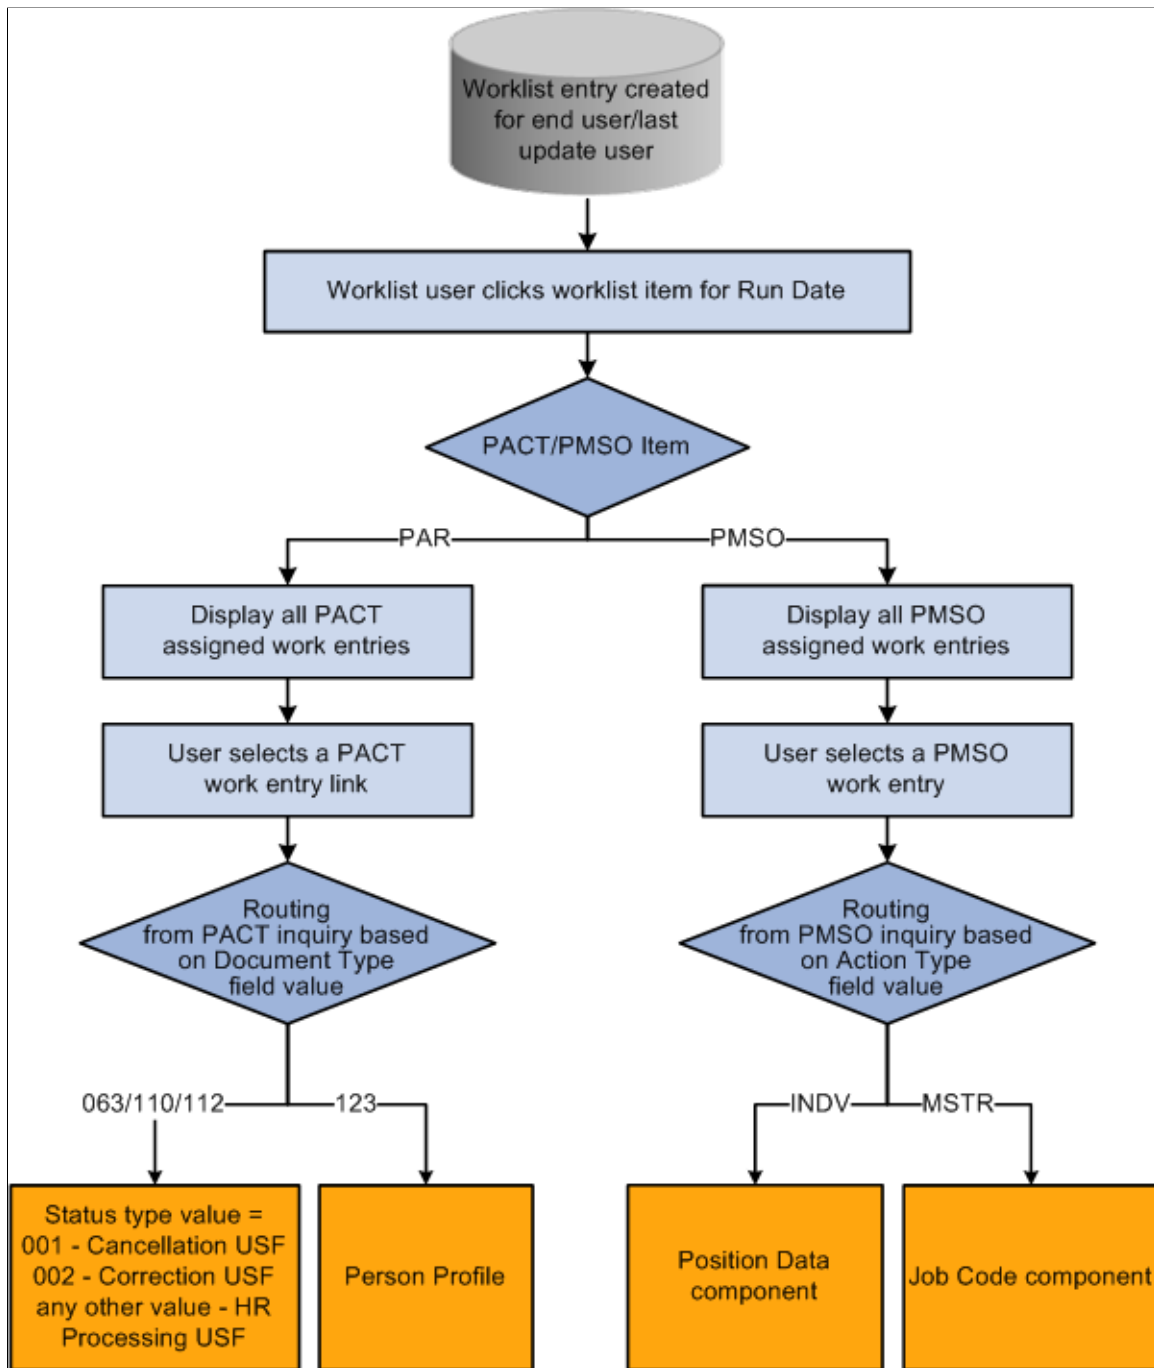 Worklist entry created
for end user/last
update user
Worklist user clicks worklist item for Run Date
PACT/PMSO Item
PAR
PMSO
Display all PACT
assigned work entries
Display all PMSO
assigned work entries
User selects a PACT
work entry link
User selects a PMSO
work entry
Routing
from PACT inquiry based
on Document Type
field value
Routing
from PMSO inquiry based
on Action Type
field value
063/110/112
123
INDV
MSTR
Status type value =
001 - Cancellation USF
002 - Correction USF
any other value - HR
Processing USF
Person Profile
Position Data
component
Job Code component